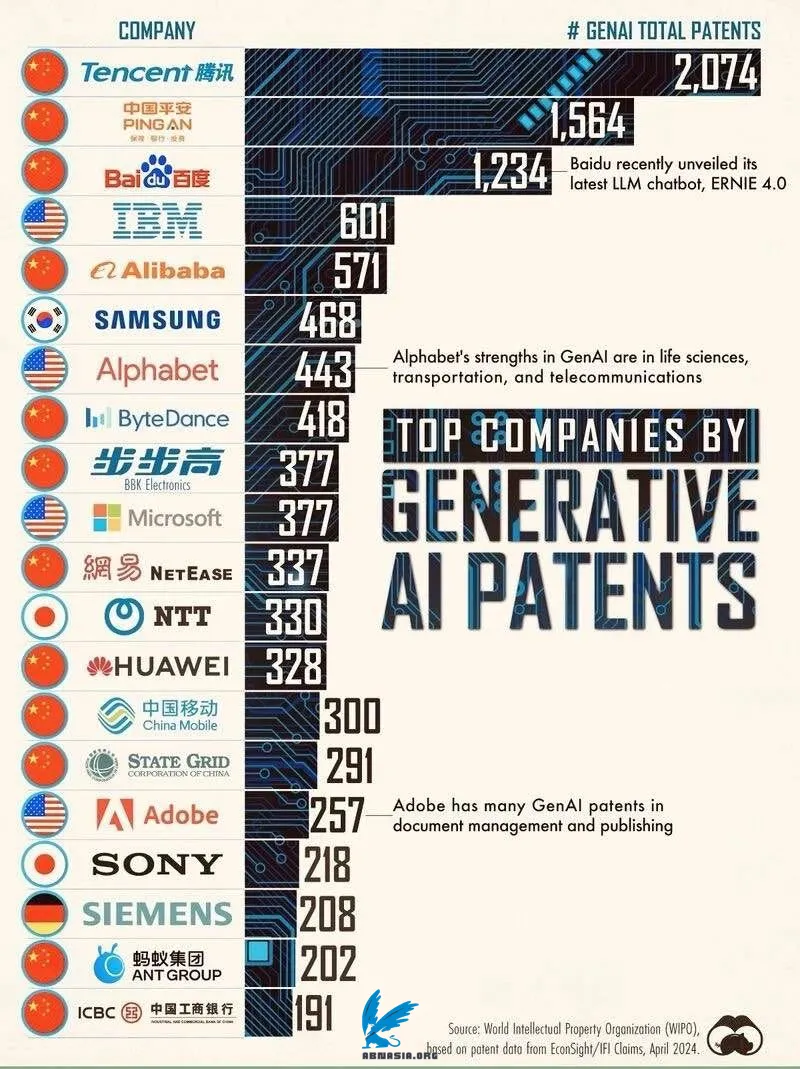 COMPANY
# GENAI TOTAL PATENTS
Tencent 腾讯
2,074
中国平安
PING AN
保险·银行·投资
1,564
Baidu百度
1,234
Baidu recently unveiled its
latest LLM chatbot, ERNIE 4.0
IBM
601
Alibaba
571
SAMSUNG
468
Alphabet
443
Alphabet's strengths in GenAI are in life sciences,
transportation, and telecommunications
ByteDance
418
TOP COMPANIES BY
GENERATIVE
AI PATENTS
步步高
BBK Electronics
377
Microsoft
377
網易 NETEASE
337
NTT
330
HUAWEI
328
中国移动
China Mobile
300
STATE GRID
CORPORATION OF CHINA
291
Adobe
257
Adobe has many GenAI patents in
document management and publishing
SONY
218
SIEMENS
208
蚂蚁集团
ANT GROUP
202
ICBC 中国工商银行
INDUSTRIAL AND COMMERCIAL BANK OF CHINA
191
ABNASIA.ORG
Source: World Intellectual Property Organization (WIPO),
based on patent data from EconSight/IFI Claims, April 2024.